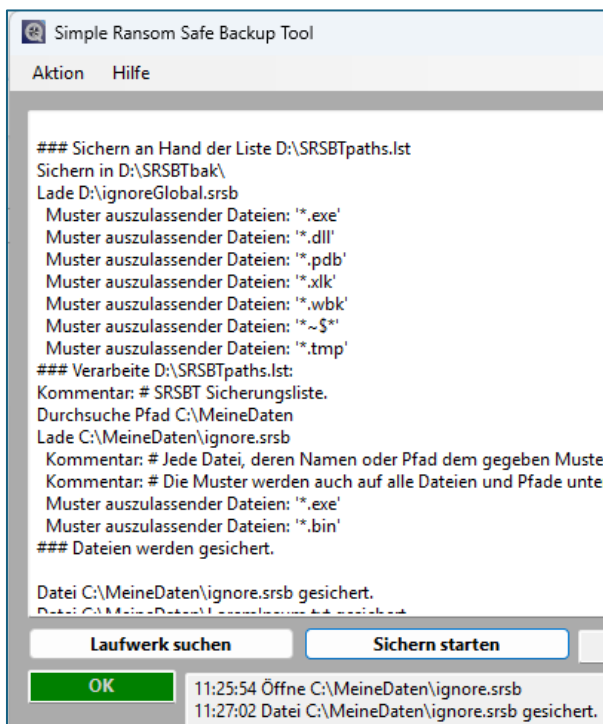 Simple Ransom Safe Backup Tool
Aktion Hilfe
### Sichern an Hand der Liste D:\SRSBTpaths.lst
Sichern in D:\SRSBTbak\
Lade D:\ignoreGlobal.srsb
Muster auszulassender Dateien: '*.exe'
Muster auszulassender Dateien: '*.dll'
Muster auszulassender Dateien: '*.pdb'
Muster auszulassender Dateien: '*.xlk'
Muster auszulassender Dateien: '*.wbk'
Muster auszulassender Dateien: '*~$*'
Muster auszulassender Dateien: '*.tmp'
### Verarbeite D:\SRSBTpaths.lst:
Kommentar: # SRSBT Sicherungsliste.
Durchsuche Pfad C:\MeineDaten
Lade C:\MeineDaten\ignore.srsb
Kommentar: # Jede Datei, deren Namen oder Pfad dem gegeben Muste
Kommentar: # Die Muster werden auch auf alle Dateien und Pfade unte
Muster auszulassender Dateien: '*.exe'
Muster auszulassender Dateien: '*.bin'
### Dateien werden gesichert.
Datei C:\MeineDaten\ignore.srsb gesichert.
Datei C:\MeineDaten\LoremIpsum.txt gesichert.
Laufwerk suchen Sichern starten
OK
11:25:54 Öffne C:\MeineDaten\ignore.srsb
11:27:02 Datei C:\MeineDaten\ignore.srsb gesichert.